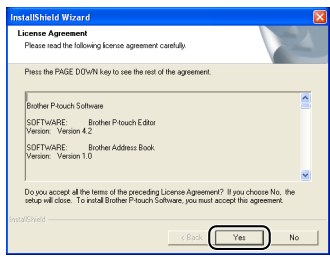 InstallShield Wizard
License Agreement
Please read the following license agreement carefully.
Press the PAGE DOWN key to see the rest of the agreement.
Brother P-touch Software
SOFTWARE: Brother P-touch Editor
Version: Version 4.2
SOFTWARE: Brother Address Book
Version: Version 1.0
Do you accept all the terms of the preceding License Agreement? If you choose No, the
setup will close. To install Brother P-touch Software, you must accept this agreement.
InstallShield
< Back Yes No